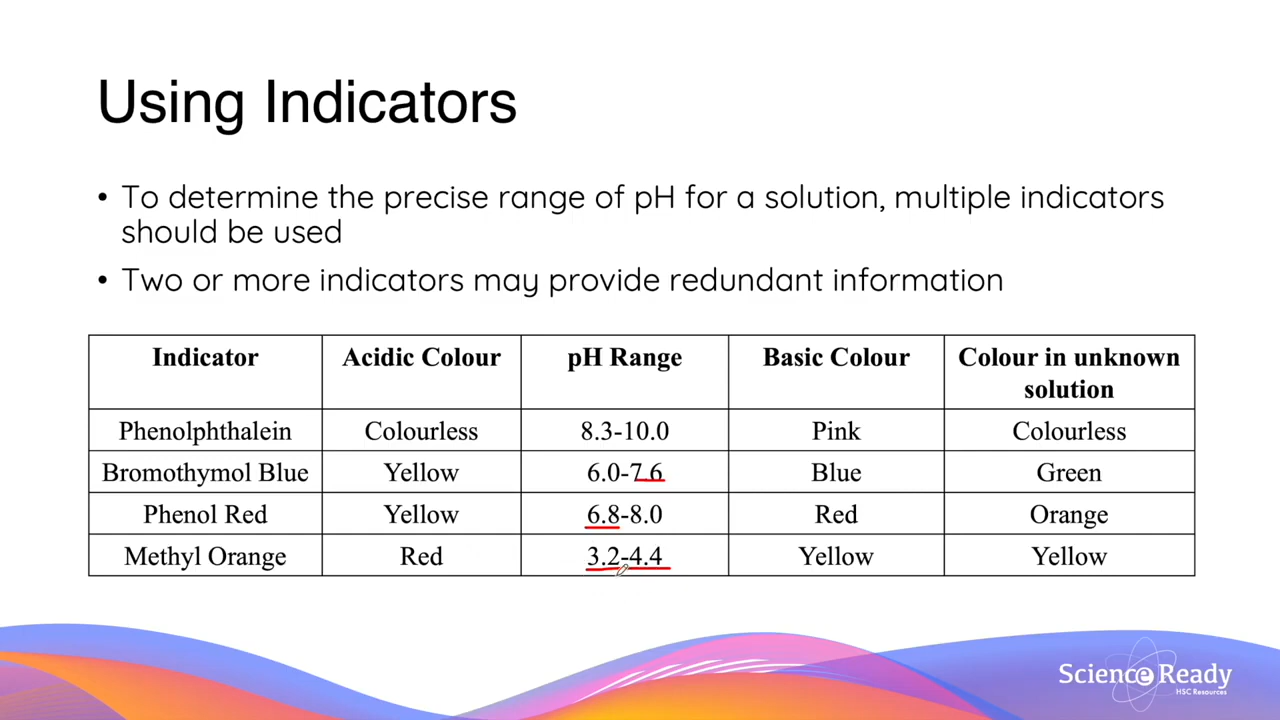 Using Indicators
• To determine the precise range of pH for a solution, multiple indicators
should be used
• Two or more indicators may provide redundant information
Indicator Acidic Colour pH Range Basic Colour Colour in unknown
solution
Phenolphthalein Colourless 8.3-10.0 Pink Colourless
Bromothymol Blue Yellow 6.0-7.6 Blue Green
Phenol Red Yellow 6.8-8.0 Red Orange
Methyl Orange Red 3.2-4.4 Yellow Yellow
Science Ready
HSC Resources